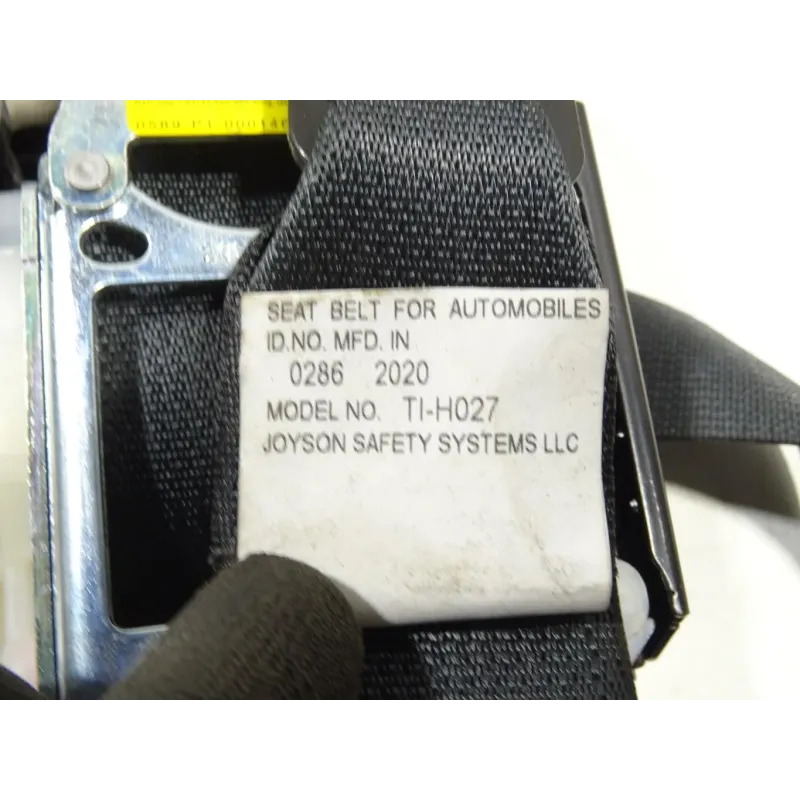 SEAT BELT FOR AUTOMOBILES
ID.NO. MFD. IN
0286 2020
MODEL NO. TI-H027
JOYSON SAFETY SYSTEMS LLC